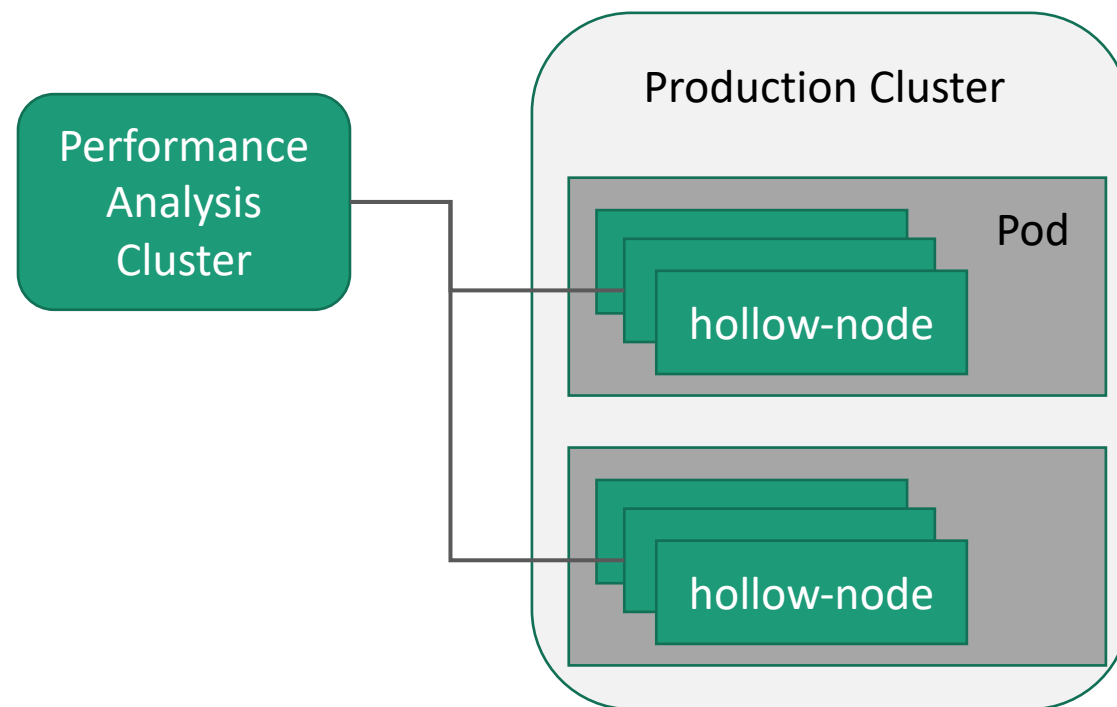 Performance
Analysis
Cluster
Production Cluster
Pod
hollow-node
hollow-node